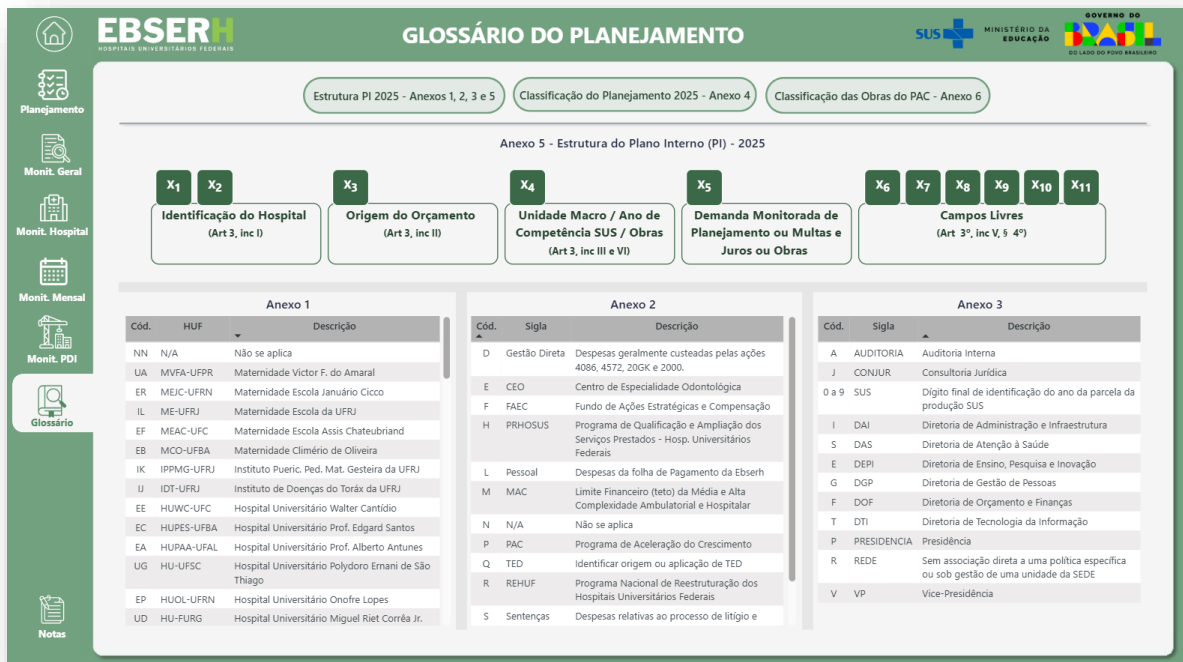 EBSERH
HOSPITAIS UNIVERSITÁRIOS FEDERAIS
GLOSSÁRIO DO PLANEJAMENTO
SUS
MINISTÉRIO DA
EDUCAÇÃO
GOVERNO DO
BRASIL
DO LADO DO POVO BRASILEIRO
Planejamento
Monit. Geral
Monit. Hospital
Monit. Mensal
Monit. PDI
Glossário
Notas
Estrutura PI 2025 - Anexos 1, 2, 3 e 5
Classificação do Planejamento 2025 - Anexo 4
Classificação das Obras do PAC - Anexo 6
Anexo 5 - Estrutura do Plano Interno (PI) - 2025
X1 X2
Identificação do Hospital
(Art 3, inc I)
X3
Origem do Orçamento
(Art 3, inc II)
X4
Unidade Macro / Ano de
Competência SUS / Obras
(Art 3, inc III e VI)
X5
Demanda Monitorada de
Planejamento ou Multas e
Juros ou Obras
X6 X7 X8 X9 X10 X11
Campos Livres
(Art 3º, inc V, § 4º)
Anexo 1
Cód. HUF Descrição
NN N/A Não se aplica
UA MVFA-UFPR Maternidade Victor F. do Amaral
ER MEJC-UFRN Maternidade Escola Januário Cicco
IL ME-UFRJ Maternidade Escola da UFRJ
EF MEAC-UFC Maternidade Escola Assis Chateubriand
EB MCO-UFBA Maternidade Climério de Oliveira
IK IPPMG-UFRJ Instituto Pueric. Ped. Mat. Gesteira da UFRJ
IJ IDT-UFRJ Instituto de Doenças do Toráx da UFRJ
EE HUWC-UFC Hospital Universitário Walter Cantídio
EC HUPES-UFBA Hospital Universitário Prof. Edgard Santos
EA HUPAA-UFAL Hospital Universitário Prof. Alberto Antunes
UG HU-UFSC Hospital Universitário Polydoro Ernani de São
Thiago
EP HUOL-UFRN Hospital Universitário Onofre Lopes
UD HU-FURG Hospital Universitário Miguel Riet Corrêa Jr.
Anexo 2
Cód. Sigla Descrição
D Gestão Direta Despesas geralmente custeadas pelas ações
4086, 4572, 20GK e 2000.
E CEO Centro de Especialidade Odontológica
F FAEC Fundo de Ações Estratégicas e Compensação
H PRHOSUS Programa de Qualificação e Ampliação dos
Serviços Prestados - Hosp. Universitários
Federais
L Pessoal Despesas da folha de Pagamento da Ebserh
M MAC Limite Financeiro (teto) da Média e Alta
Complexidade Ambulatorial e Hospitalar
N N/A Não se aplica
P PAC Programa de Aceleração do Crescimento
Q TED Identificar origem ou aplicação de TED
R REHUF Programa Nacional de Reestruturação dos
Hospitais Universitários Federais
S Sentenças Despesas relativas ao processo de litígio e
Anexo 3
Cód. Sigla Descrição
A AUDITORIA Auditoria Interna
J CONJUR Consultoria Jurídica
0 a 9 SUS Dígito final de identificação do ano da parcela da
produção SUS
I DAI Diretoria de Administração e Infraestrutura
S DAS Diretoria de Atenção à Saúde
E DEPI Diretoria de Ensino, Pesquisa e Inovação
G DGP Diretoria de Gestão de Pessoas
F DOF Diretoria de Orçamento e Finanças
T DTI Diretoria de Tecnologia da Informação
P PRESIDENCIA Presidência
R REDE Sem associação direta a uma política específica
ou sob gestão de uma unidade da SEDE
V VP Vice-Presidência